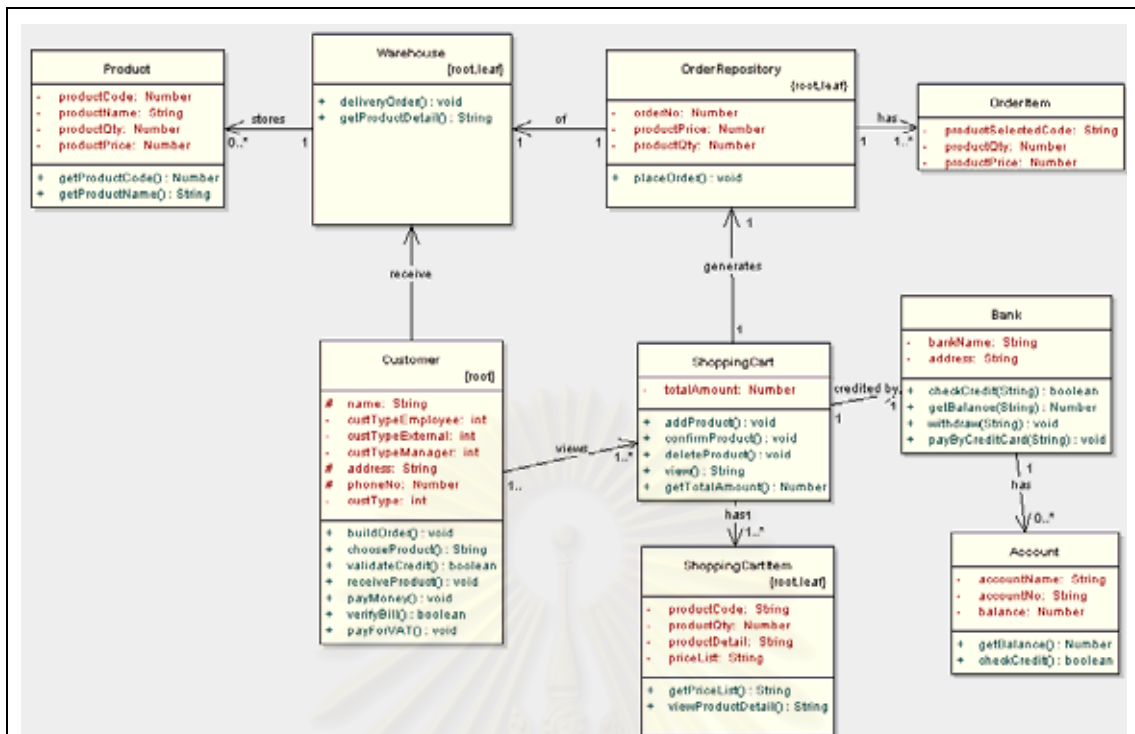 Product
- productCode: Number
- productName: String
- productQty: Number
- productPrice: Number
+ getProductCode() : Number
+ getProductName() : String
stores
1
0..*
Warehouse
{root,leaf}
+ deliveryOrder() : void
+ getProductDetail() : String
of
1
1
OrderRepository
{root,leaf}
- orderNo: Number
- productPrice: Number
- productQty: Number
+ placeOrder() : void
has
1
1..*
OrderItem
- productSelectedCode: String
- productQty: Number
- productPrice: Number
receive
generates
1
1
Customer
{root}
# name: String
- custTypeEmployee: int
- custTypeExternal: int
- custTypeManager: int
# address: String
# phoneNo: Number
- custType: int
+ buildOrder() : void
+ chooseProduct() : String
+ validateCredit() : boolean
+ receiveProduct() : void
+ payMoney() : void
+ verifyBill() : boolean
+ payForVAT() : void
views
1..
1..*
ShoppingCart
- totalAmount: Number
+ addProduct() : void
+ confirmProduct() : void
+ deleteProduct() : void
+ view() : String
+ getTotalAmount() : Number
credited by
1
1
Bank
- bankName: String
- address: String
+ checkCredit(String) : boolean
+ getBalance(String) : Number
+ withdraw(String) : void
+ payByCreditCard(String) : void
has
1
0..*
has
1
1..*
ShoppingCartItem
{root,leaf}
- productCode: String
- productQty: Number
- productDetail: String
- priceList: String
+ getPriceList() : String
+ viewProductDetail() : String
Account
- accountName: String
- accountNo: String
- balance: Number
+ getBalance() : Number
+ checkCredit() : boolean